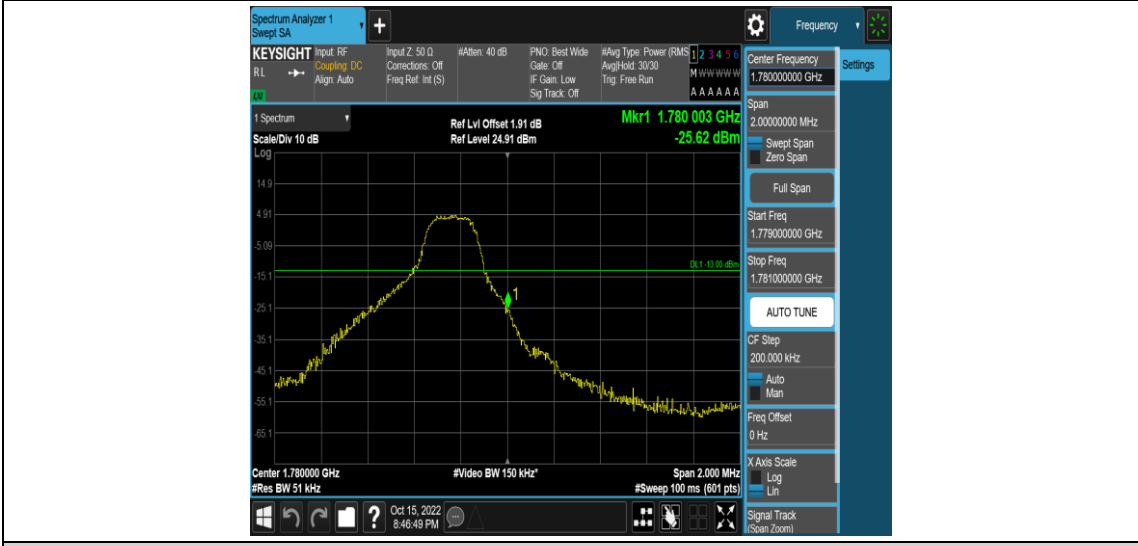 Spectrum Analyzer 1
Swept SA
+
Frequency
KEYSIGHT
RL
LM
Input: RF
Coupling: DC
Align: Auto
Input Z: 50 Ω
Corrections: Off
Freq Ref: Int (S)
#Atten: 40 dB
PNO: Best Wide
Gate: Off
IF Gain: Low
Sig Track: Off
#Avg Type: Power (RMS
Avg|Hold: 30/30
Trig: Free Run
1 2 3 4 5 6
M W W W W W
A A A A A A
1 Spectrum
Scale/Div 10 dB
Log
Ref Lvl Offset 1.91 dB
Ref Level 24.91 dBm
Mkr1 1.780 003 GHz
-25.62 dBm
14.9
4.91
-5.09
DL1 -13.00 dBm
-15.1
1
-25.1
-35.1
-45.1
-55.1
-65.1
Center 1.780000 GHz
#Video BW 150 kHz*
Span 2.000 MHz
#Res BW 51 kHz
#Sweep 100 ms (601 pts)
Center Frequency
1.780000000 GHz
Settings
Span
2.00000000 MHz
Swept Span
Zero Span
Full Span
Start Freq
1.779000000 GHz
Stop Freq
1.781000000 GHz
AUTO TUNE
CF Step
200.000 kHz
Auto
Man
Freq Offset
0 Hz
X Axis Scale
Log
Lin
Signal Track
(Span Zoom)
?
Oct 15, 2022
8:46:49 PM